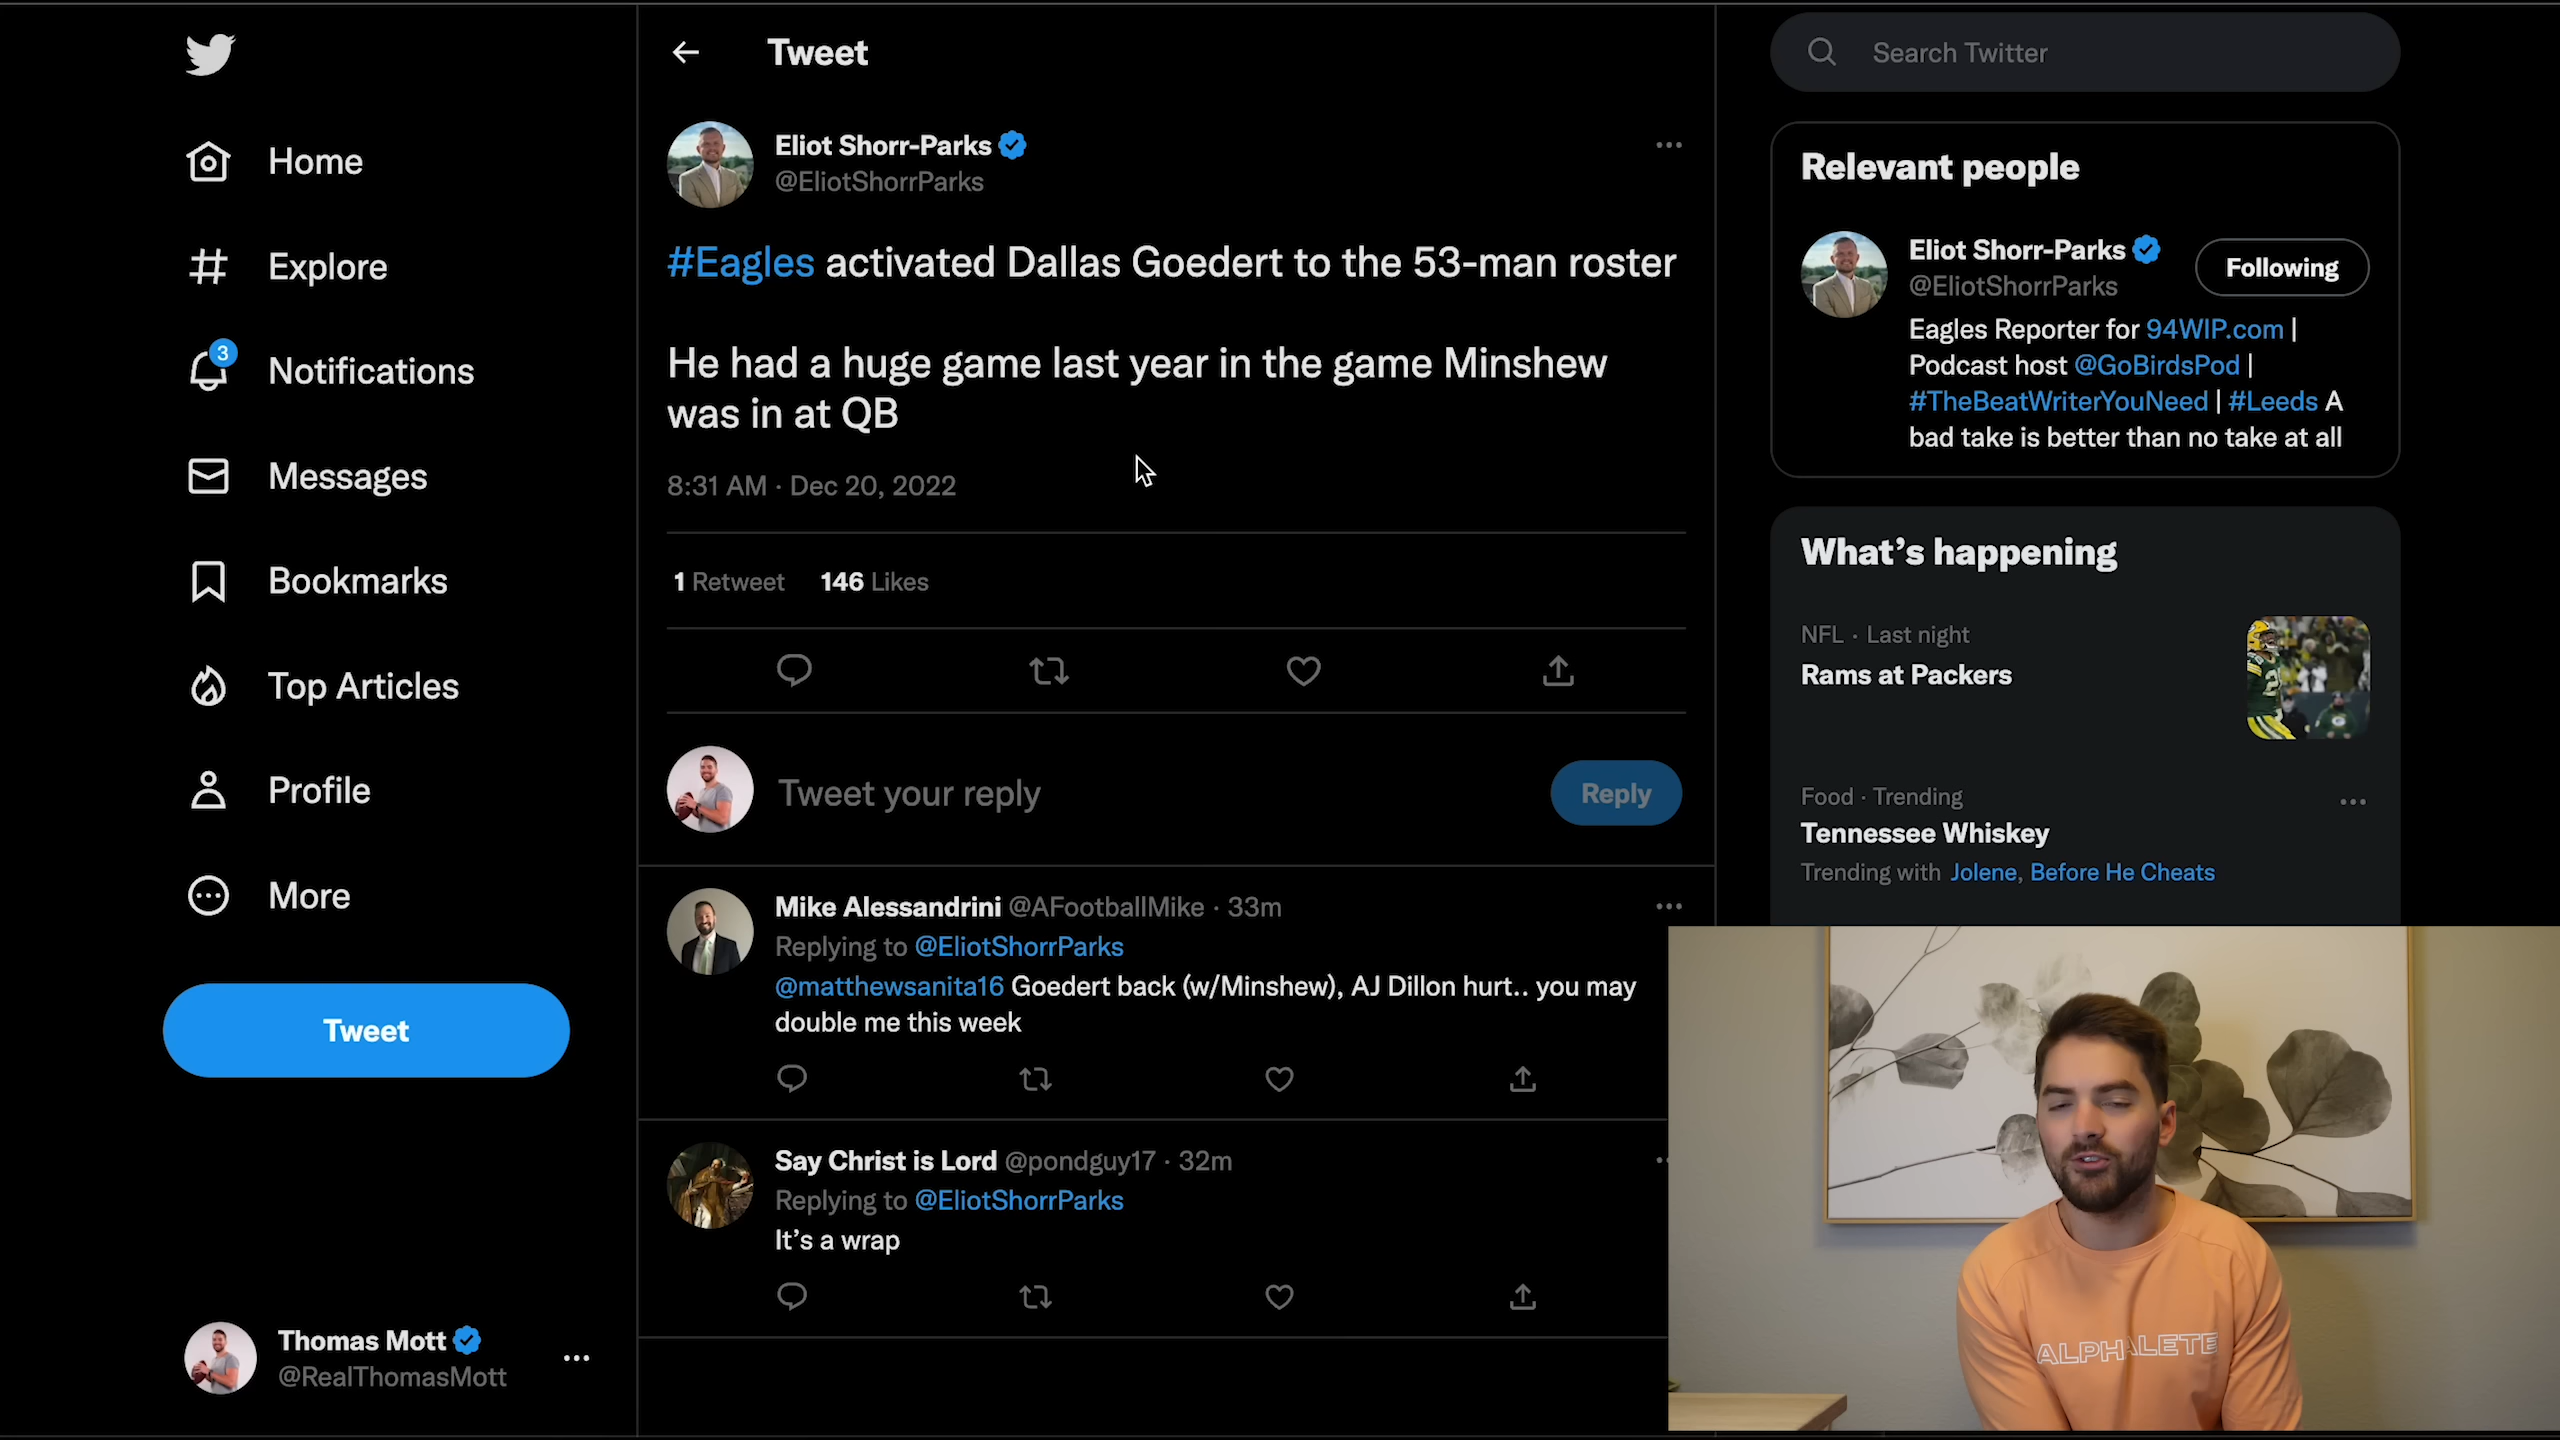 Home
Explore
3
Notifications
Messages
Bookmarks
Top Articles
Profile
More
Tweet
Thomas Mott
@RealThomasMott
Tweet
Eliot Shorr-Parks
@EliotShorrParks
#Eagles activated Dallas Goedert to the 53-man roster
He had a huge game last year in the game Minshew
was in at QB
8:31 AM · Dec 20, 2022
1 Retweet 146 Likes
Tweet your reply
Reply
Mike Alessandrini @AFootballMike · 33m
Replying to @EliotShorrParks
@matthewsanita16 Goedert back (w/Minshew), AJ Dillon hurt.. you may
double me this week
Say Christ is Lord @pondguy17 · 32m
Replying to @EliotShorrParks
It's a wrap
Search Twitter
Relevant people
Eliot Shorr-Parks
@EliotShorrParks
Following
Eagles Reporter for 94WIP.com |
Podcast host @GoBirdsPod |
#TheBeatWriterYouNeed | #Leeds A
bad take is better than no take at all
What's happening
NFL · Last night
Rams at Packers
Food · Trending
Tennessee Whiskey
Trending with Jolene, Before He Cheats
ALPHALETE